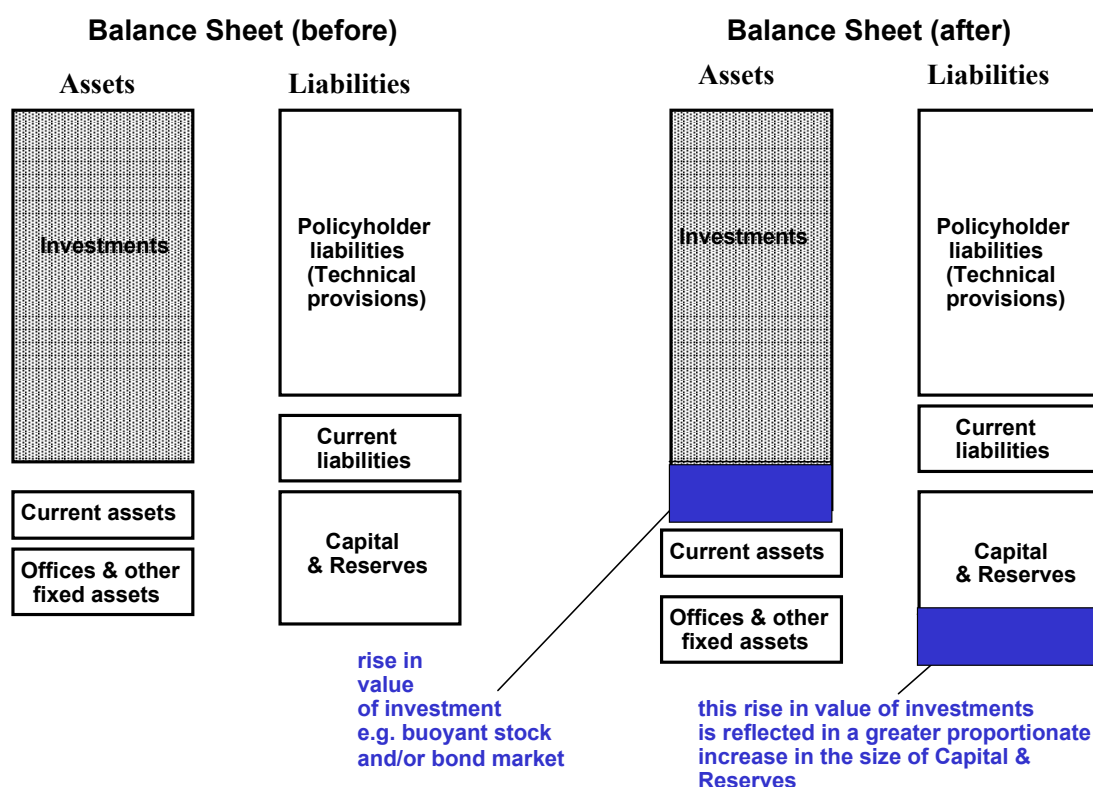 Balance Sheet (before)
Assets
Liabilities
Investments
Policyholder
liabilities
(Technical
provisions)
Current
liabilities
Current assets
Capital
& Reserves
Offices & other
fixed assets
rise in
value
of investment
e.g. buoyant stock
and/or bond market
Balance Sheet (after)
Assets
Liabilities
Investments
Policyholder
liabilities
(Technical
provisions)
Current
liabilities
Current assets
Capital
& Reserves
Offices & other
fixed assets
this rise in value of investments
is reflected in a greater proportionate
increase in the size of Capital &
Reserves